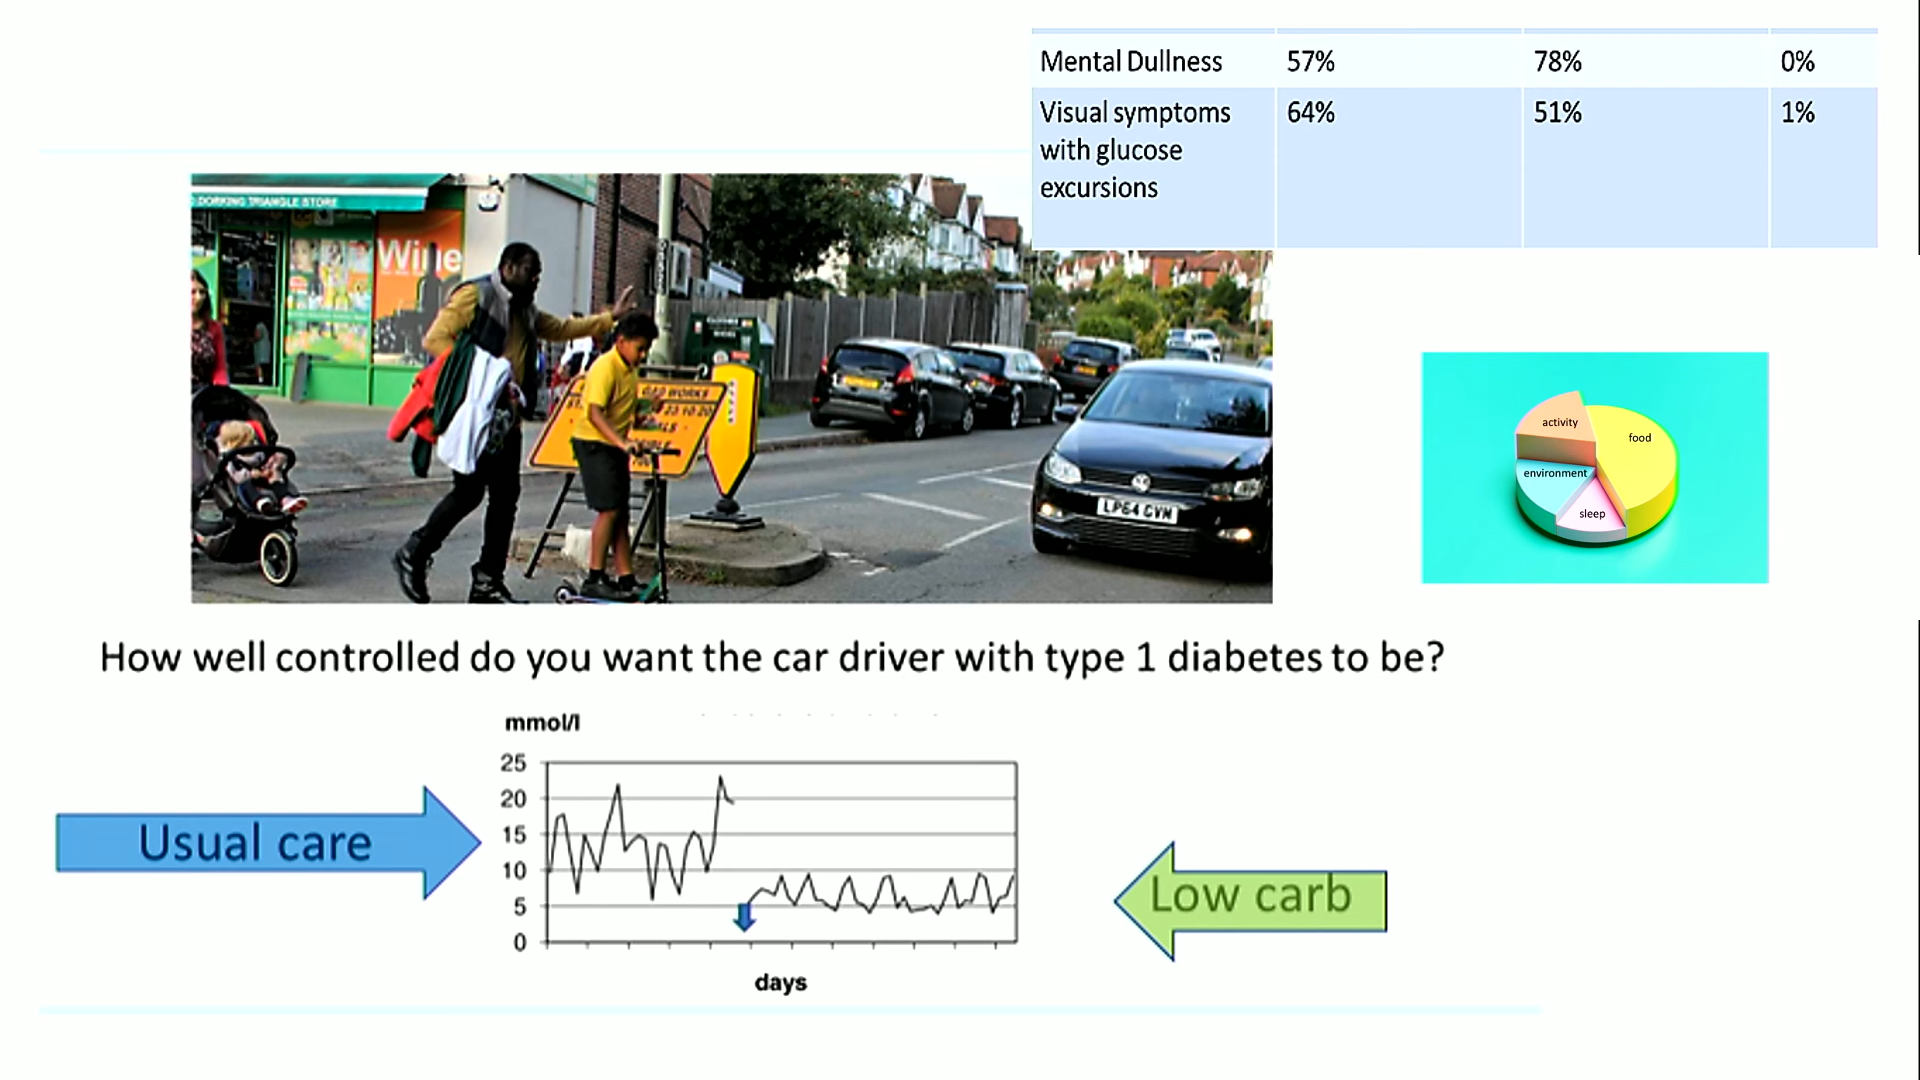 Mental Dullness 57% 78% 0%
Visual symptoms 64% 51% 1%
with glucose
excursions
DORKING TRIANGLE STORE
Wine
WORKS
LP64 GVM
activity
food
environment
sleep
How well controlled do you want the car driver with type 1 diabetes to be?
mmol/l
25
20
15
10
5
0
days
Usual care
Low carb